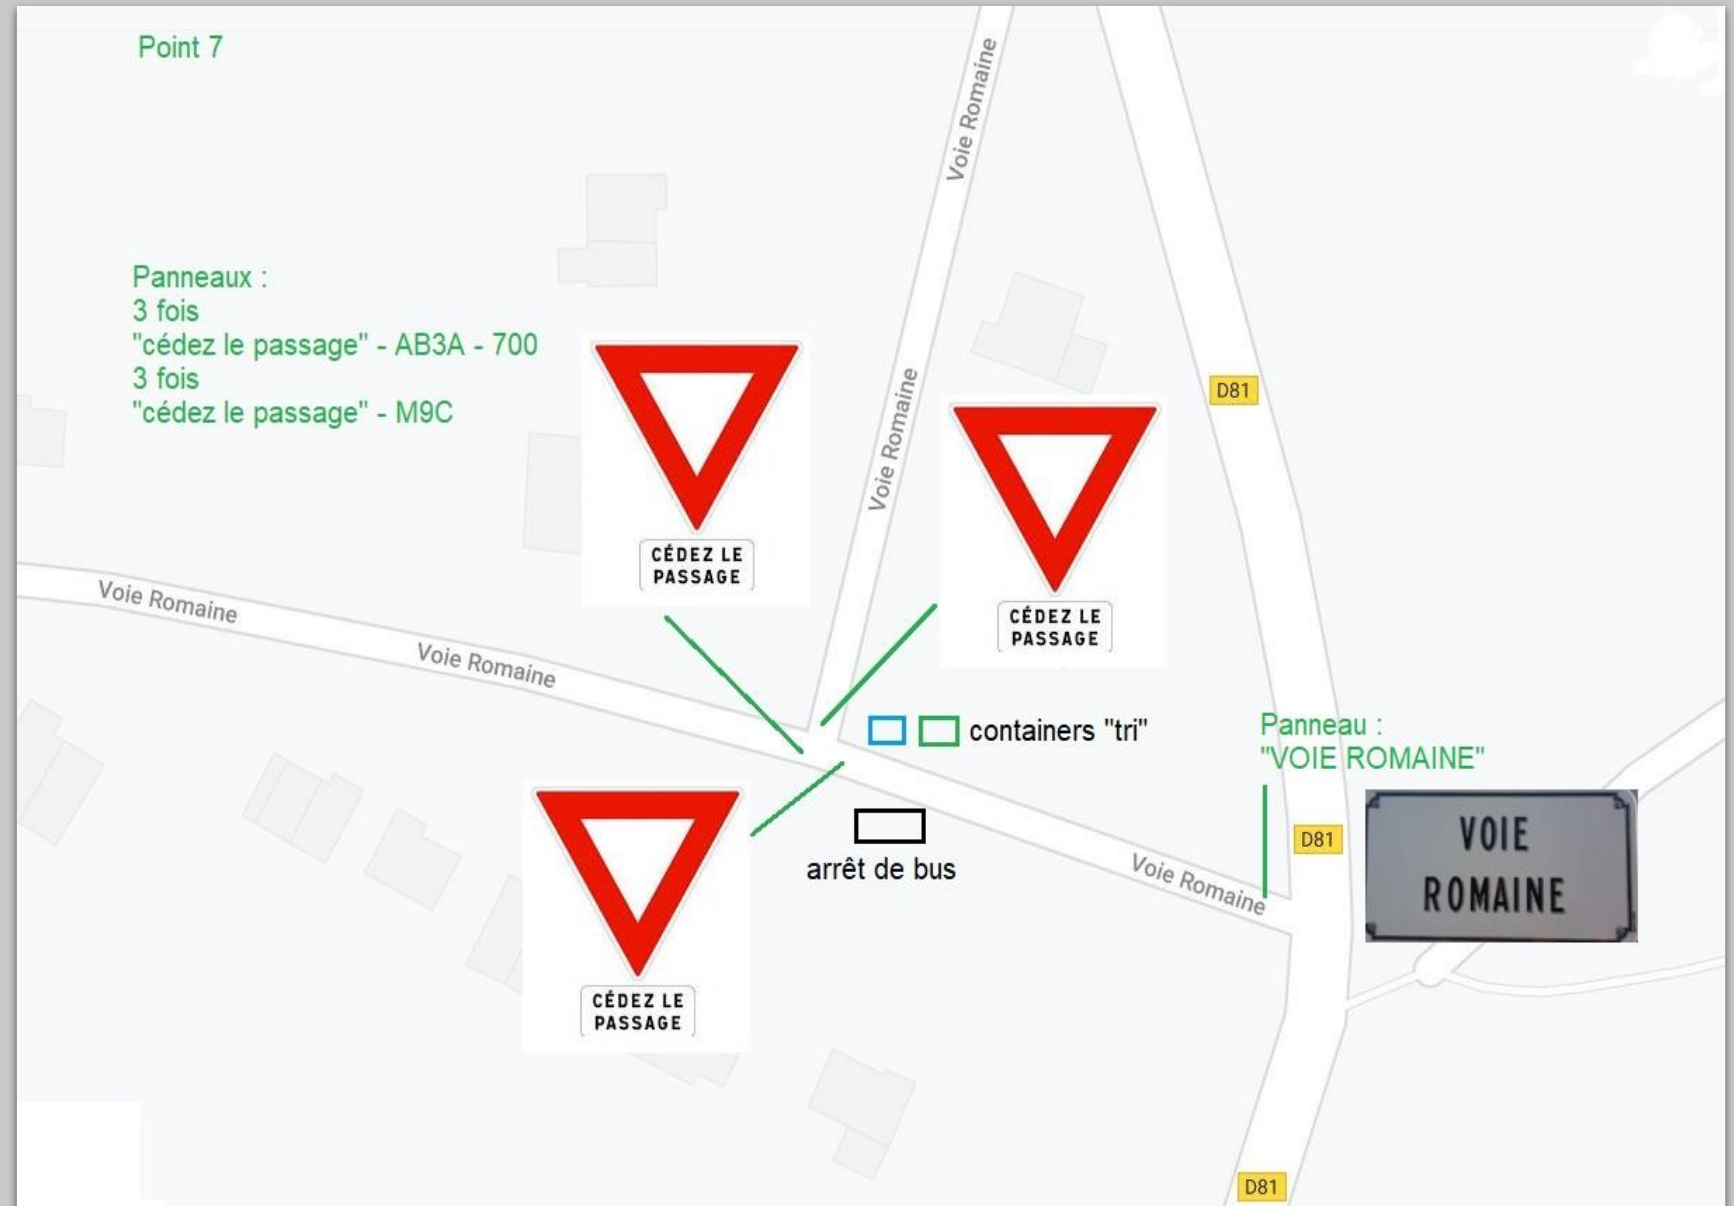 Point 7
Voie Romaine
Panneaux :
3 fois
"cédez le passage" - AB3A - 700
3 fois
"cédez le passage" - M9C
D81
Voie Romaine
CÉDEZ LE
PASSAGE
CÉDEZ LE
PASSAGE
Voie Romaine
Voie Romaine
containers "tri"
Panneau :
"VOIE ROMAINE"
arrêt de bus
D81
VOIE
ROMAINE
Voie Romaine
CÉDEZ LE
PASSAGE
D81